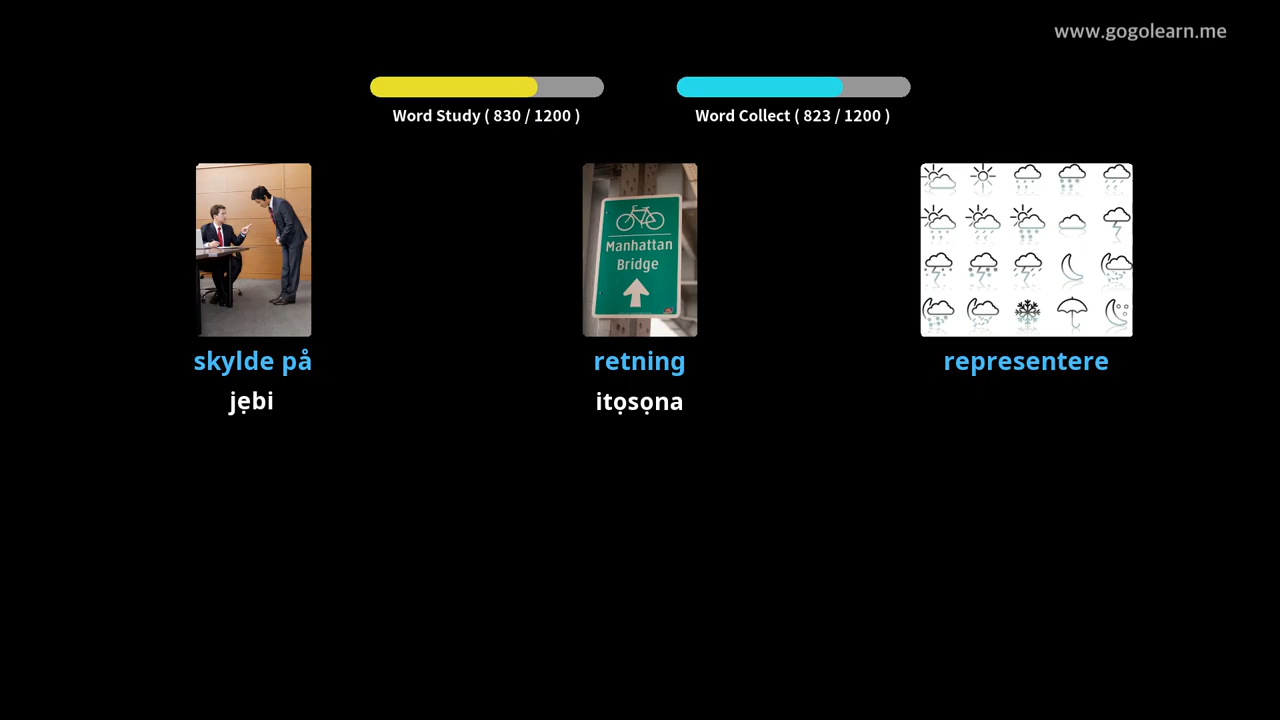 www.gogolearn.me
Word Study ( 830 / 1200 )
Word Collect ( 823 / 1200 )
Manhattan
Bridge
skylde på
retning
representere
jẹbi
itọsọna